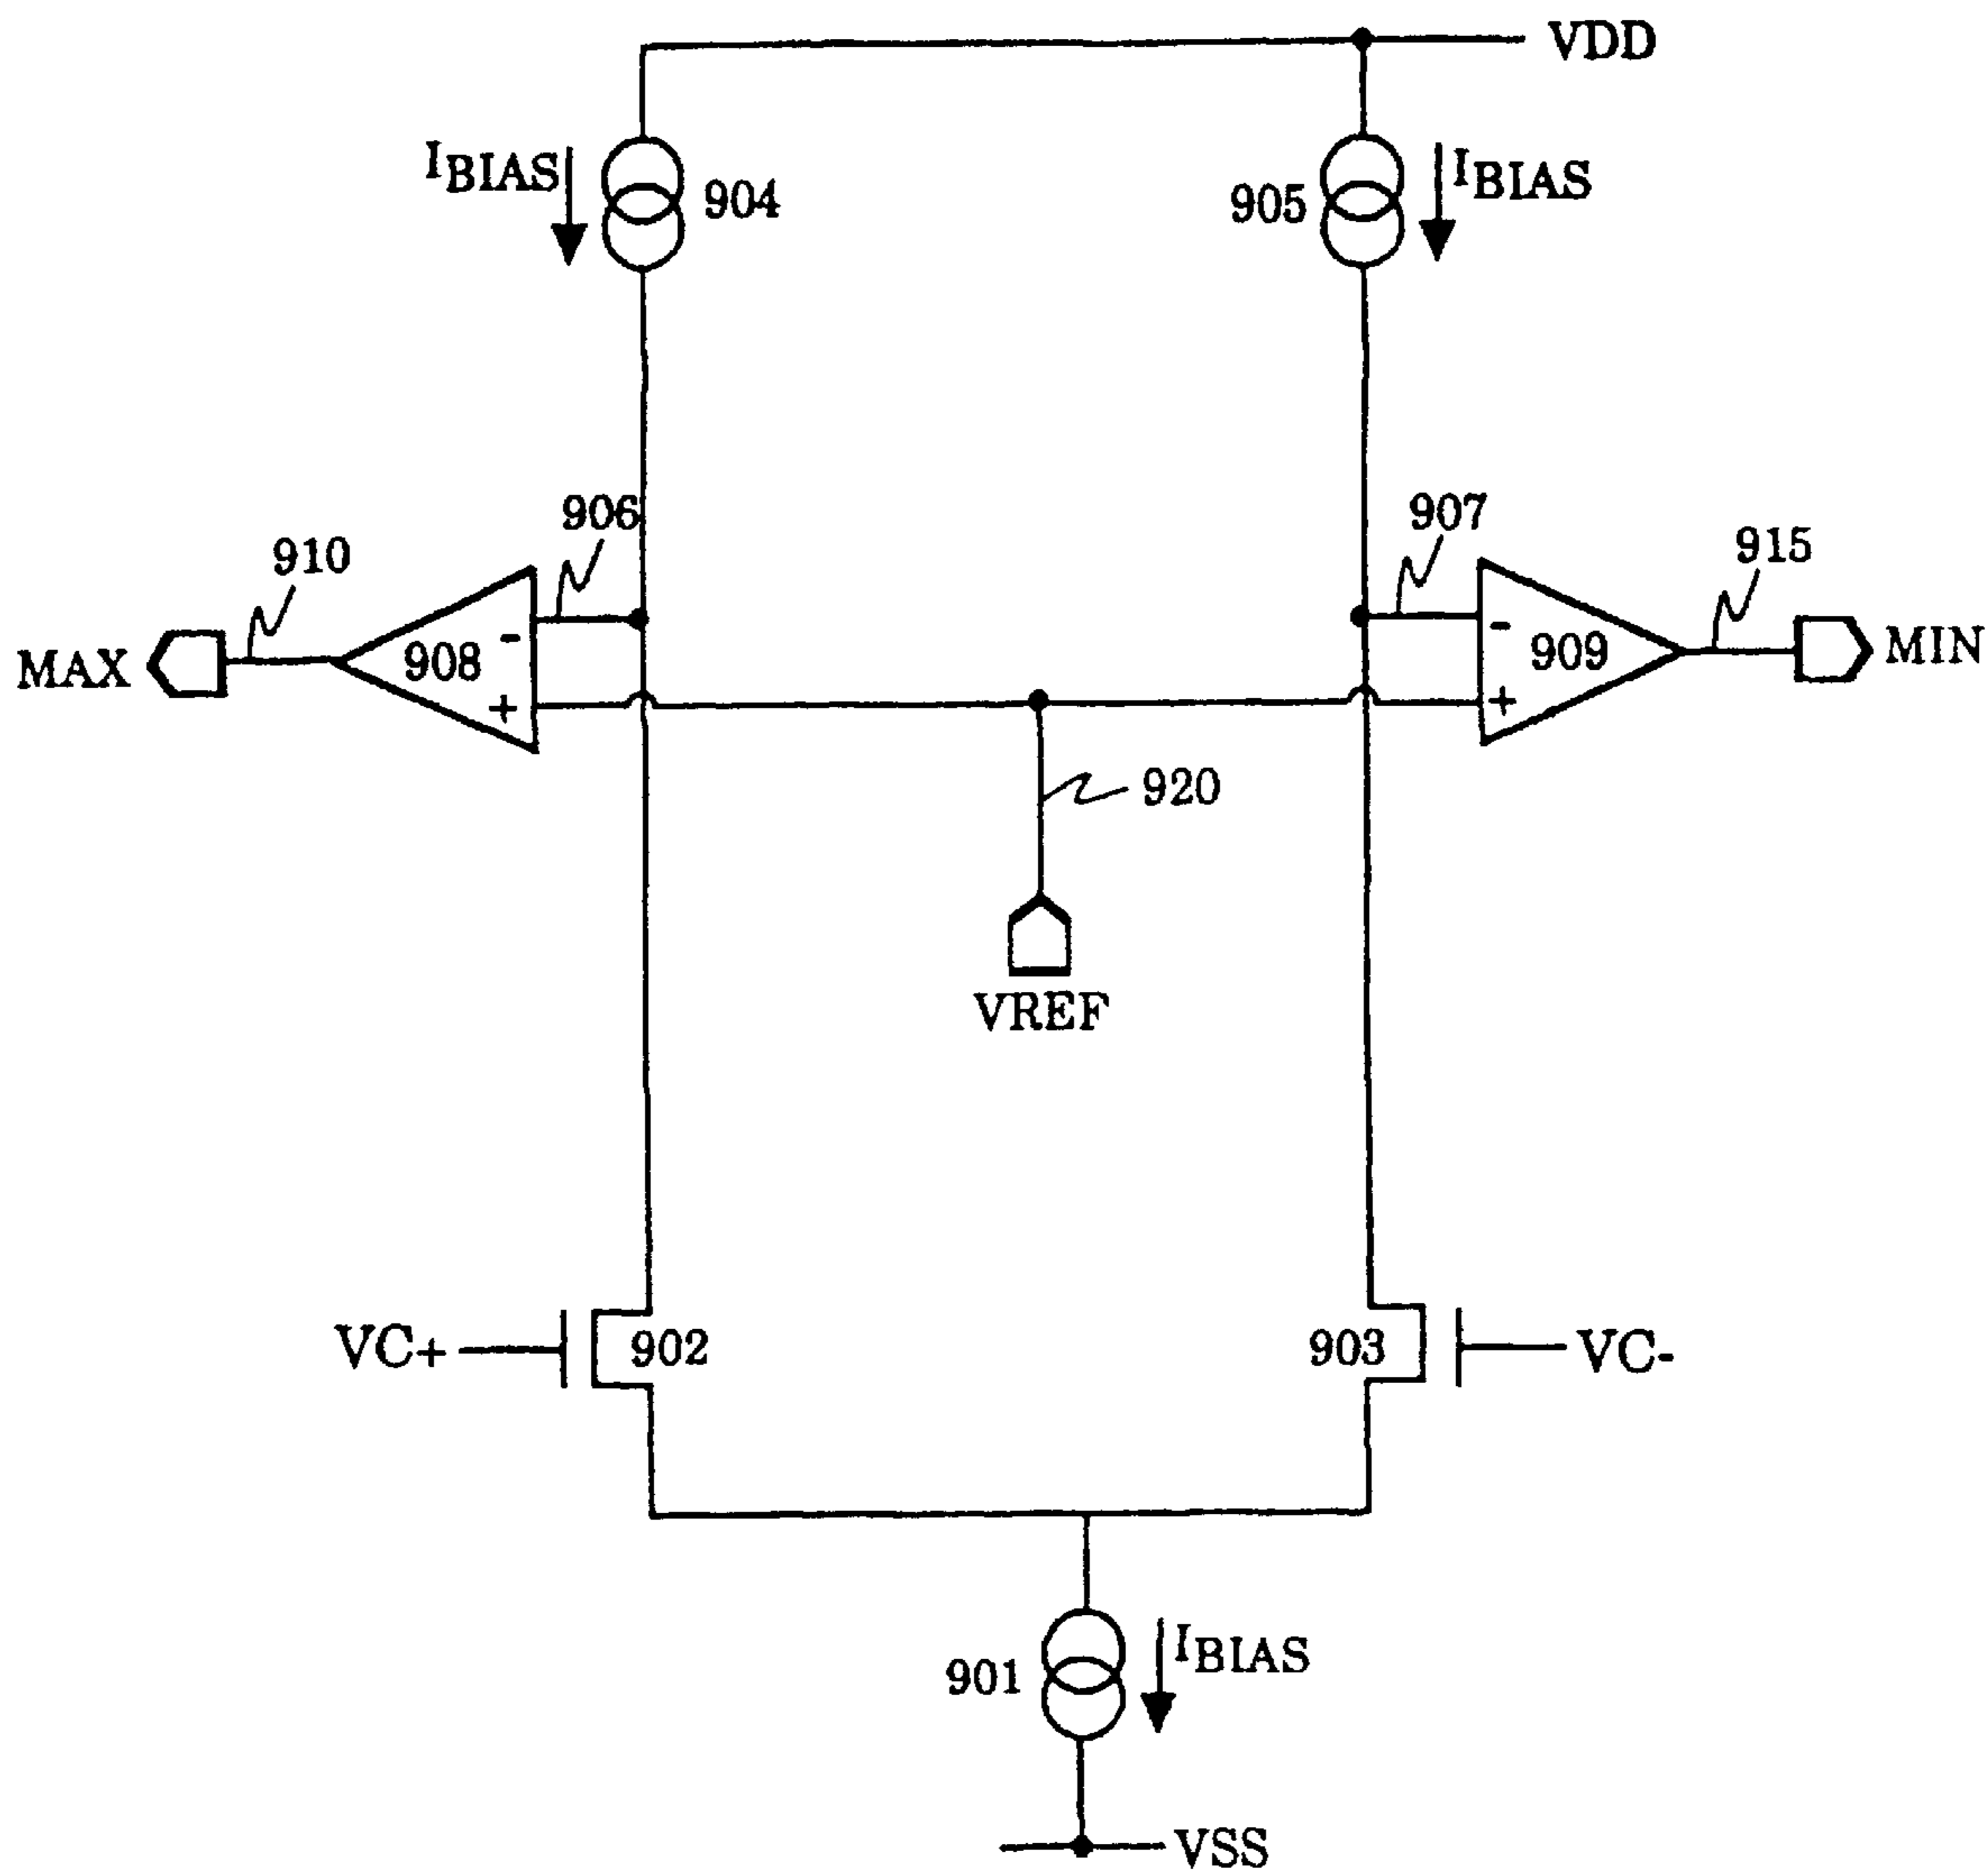 VDD
IBIAS
904
905
IBIAS
906
907
910
915
MAX
908
-
+
-
+
909
MIN
920
VREF
VC+
902
903
VC-
901
IBIAS
VSS